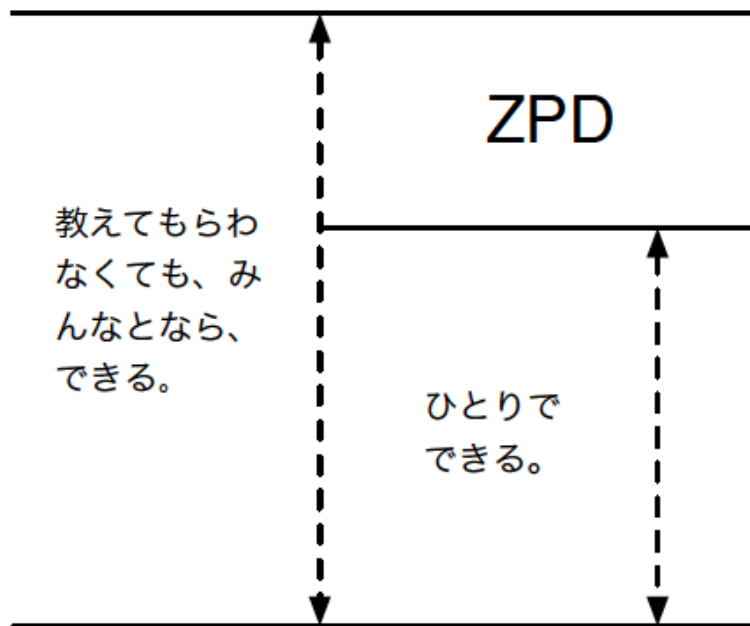 ZPD
教えてもらわ
なくても、み
んなとなら、
できる。
ひとりで
できる。